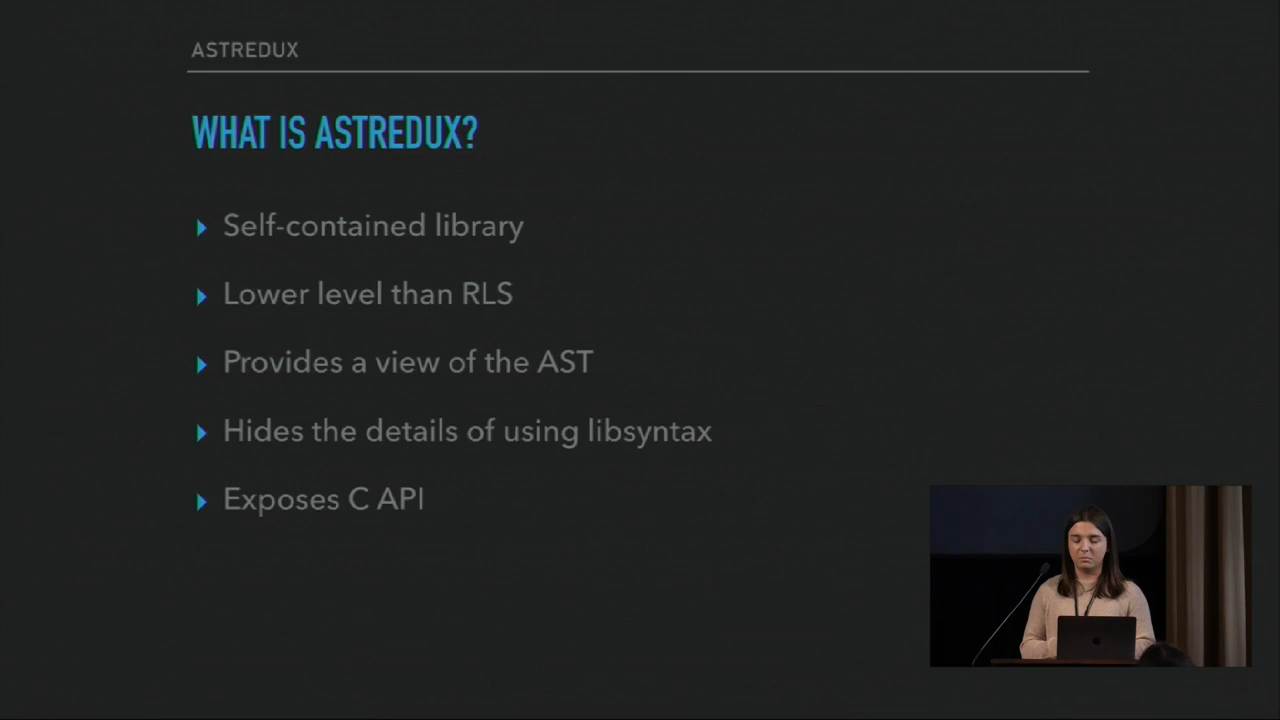 ASTREDUX
WHAT IS ASTREDUX?
Self-contained library
Lower level than RLS
Provides a view of the AST
Hides the details of using libsyntax
Exposes C API